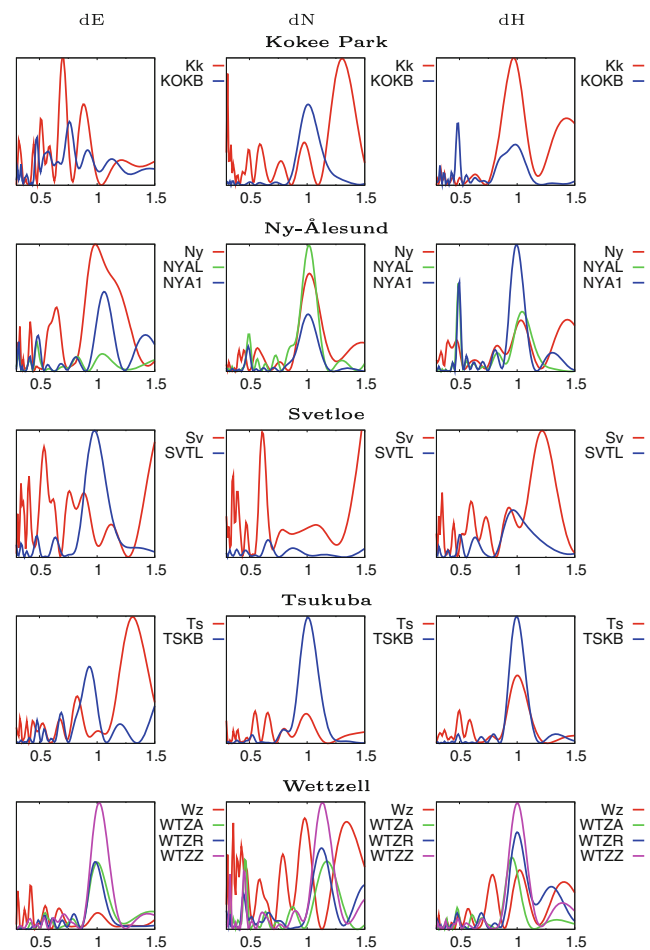 dE dN dH
Kokee Park
Kk Kk Kk
KOKB KOKB KOKB
0.5 1 1.5 0.5 1 1.5 0.5 1 1.5
Ny-Ålesund
Ny Ny Ny
NYAL NYAL NYAL
NYA1 NYA1 NYA1
0.5 1 1.5 0.5 1 1.5 0.5 1 1.5
Svetloe
Sv Sv Sv
SVTL SVTL SVTL
0.5 1 1.5 0.5 1 1.5 0.5 1 1.5
Tsukuba
Ts Ts Ts
TSKB TSKB TSKB
0.5 1 1.5 0.5 1 1.5 0.5 1 1.5
Wettzell
Wz Wz Wz
WTZA WTZA WTZA
WTZR WTZR WTZR
WTZZ WTZZ WTZZ
0.5 1 1.5 0.5 1 1.5 0.5 1 1.5